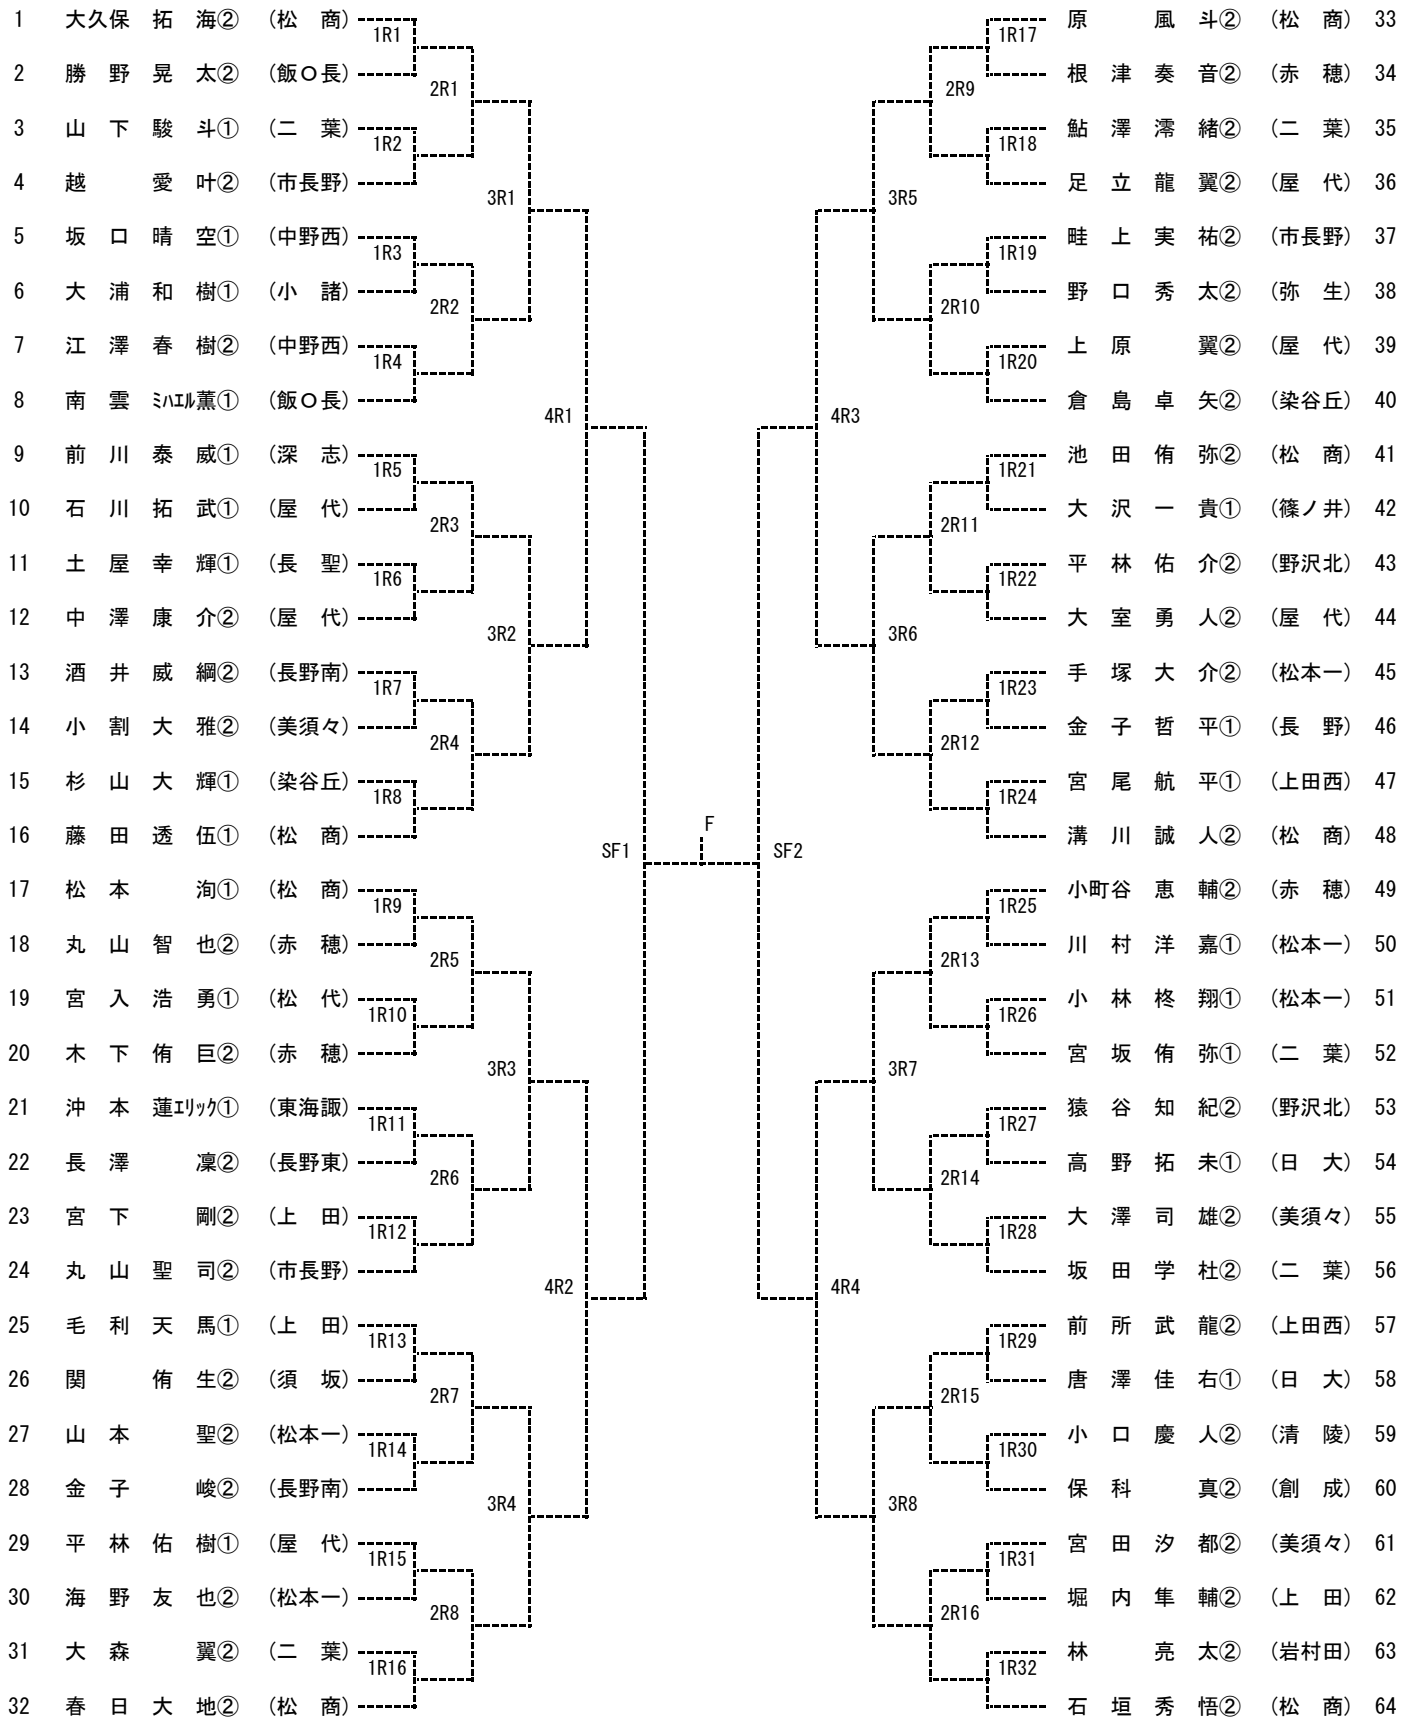 1 大久保 拓 海② （松 商） 1R1
2 勝 野 晃 太② （飯Ｏ長） 2R1
3 山 下 駿 斗① （二 葉） 1R2
4 越 愛 叶② （市長野） 3R1
5 坂 口 晴 空① （中野西） 1R3
6 大 浦 和 樹① （小 諸） 2R2
7 江 澤 春 樹② （中野西） 1R4
8 南 雲 ﾐﾊｴﾙ薫① （飯Ｏ長） 4R1
9 前 川 泰 威① （深 志） 1R5
10 石 川 拓 武① （屋 代） 2R3
11 土 屋 幸 輝① （長 聖） 1R6
12 中 澤 康 介② （屋 代） 3R2
13 酒 井 威 綱② （長野南） 1R7
14 小 割 大 雅② （美須々） 2R4
15 杉 山 大 輝① （染谷丘） 1R8
16 藤 田 透 伍① （松 商） SF1
17 松 本 洵① （松 商） 1R9
18 丸 山 智 也② （赤 穂） 2R5
19 宮 入 浩 勇① （松 代） 1R10
20 木 下 侑 巨② （赤 穂） 3R3
21 沖 本 蓮ｴﾘｯｸ① （東海諏） 1R11
22 長 澤 凜② （長野東） 2R6
23 宮 下 剛② （上 田） 1R12
24 丸 山 聖 司② （市長野） 4R2
25 毛 利 天 馬① （上 田） 1R13
26 関 侑 生② （須 坂） 2R7
27 山 本 聖② （松本一） 1R14
28 金 子 峻② （長野南） 3R4
29 平 林 佑 樹① （屋 代） 1R15
30 海 野 友 也② （松本一） 2R8
31 大 森 翼② （二 葉） 1R16
32 春 日 大 地② （松 商）
F
1R17 原 風 斗② （松 商） 33
2R9 根 津 奏 音② （赤 穂） 34
1R18 鮎 澤 澪 緒② （二 葉） 35
3R5 足 立 龍 翼② （屋 代） 36
1R19 畦 上 実 祐② （市長野） 37
2R10 野 口 秀 太② （弥 生） 38
1R20 上 原 翼② （屋 代） 39
4R3 倉 島 卓 矢② （染谷丘） 40
1R21 池 田 侑 弥② （松 商） 41
2R11 大 沢 一 貴① （篠ノ井） 42
1R22 平 林 佑 介② （野沢北） 43
3R6 大 室 勇 人② （屋 代） 44
1R23 手 塚 大 介② （松本一） 45
2R12 金 子 哲 平① （長 野） 46
1R24 宮 尾 航 平① （上田西） 47
SF2 溝 川 誠 人② （松 商） 48
1R25 小町谷 恵 輔② （赤 穂） 49
2R13 川 村 洋 嘉① （松本一） 50
1R26 小 林 柊 翔① （松本一） 51
3R7 宮 坂 侑 弥① （二 葉） 52
1R27 猿 谷 知 紀② （野沢北） 53
2R14 高 野 拓 未① （日 大） 54
1R28 大 澤 司 雄② （美須々） 55
4R4 坂 田 学 杜② （二 葉） 56
1R29 前 所 武 龍② （上田西） 57
2R15 唐 澤 佳 右① （日 大） 58
1R30 小 口 慶 人② （清 陵） 59
3R8 保 科 真② （創 成） 60
1R31 宮 田 汐 都② （美須々） 61
2R16 堀 内 隼 輔② （上 田） 62
1R32 林 亮 太② （岩村田） 63
石 垣 秀 悟② （松 商） 64